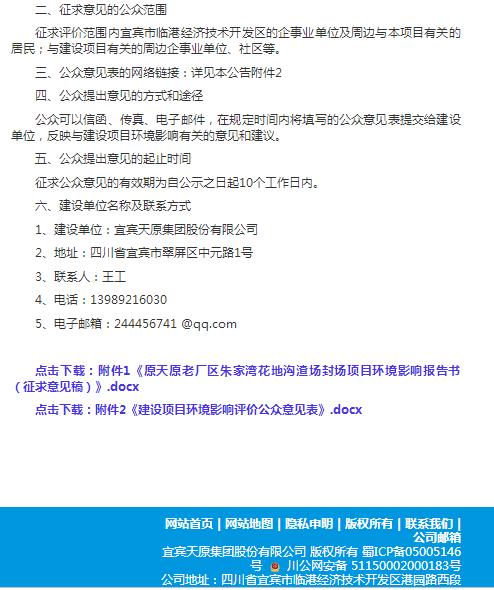 二、征求意见的公众范围
征求评价范围内宜宾市临港经济技术开发区的企事业单位及周边与本项目有关的
居民；与建设项目有关的周边企事业单位、社区等。
三、公众意见表的网络链接：详见本公告附件2
四、公众提出意见的方式和途径
公众可以信函、传真、电子邮件，在规定时间内将填写的公众意见表提交给建设
单位，反映与建设项目环境影响有关的意见和建议。
五、公众提出意见的起止时间
征求公众意见的有效期为自公示之日起10个工作日内。
六、建设单位名称及联系方式
1、建设单位：宜宾天原集团股份有限公司
2、地址：四川省宜宾市翠屏区中元路1号
3、联系人：王工
4、电话：13989216030
5、电子邮箱：244456741 @qq.com
点击下载：附件1《原天原老厂区朱家湾花地沟渣场封场项目环境影响报告书
（征求意见稿）》.docx
点击下载：附件2《建设项目环境影响评价公众意见表》.docx
网站首页 | 网站地图 | 隐私申明 | 版权所有 | 联系我们 |
公司邮箱
宜宾天原集团股份有限公司 版权所有 蜀ICP备05005146
号 川公网安备 51150002000183号
公司地址：四川省宜宾市临港经济技术开发区港园路西段